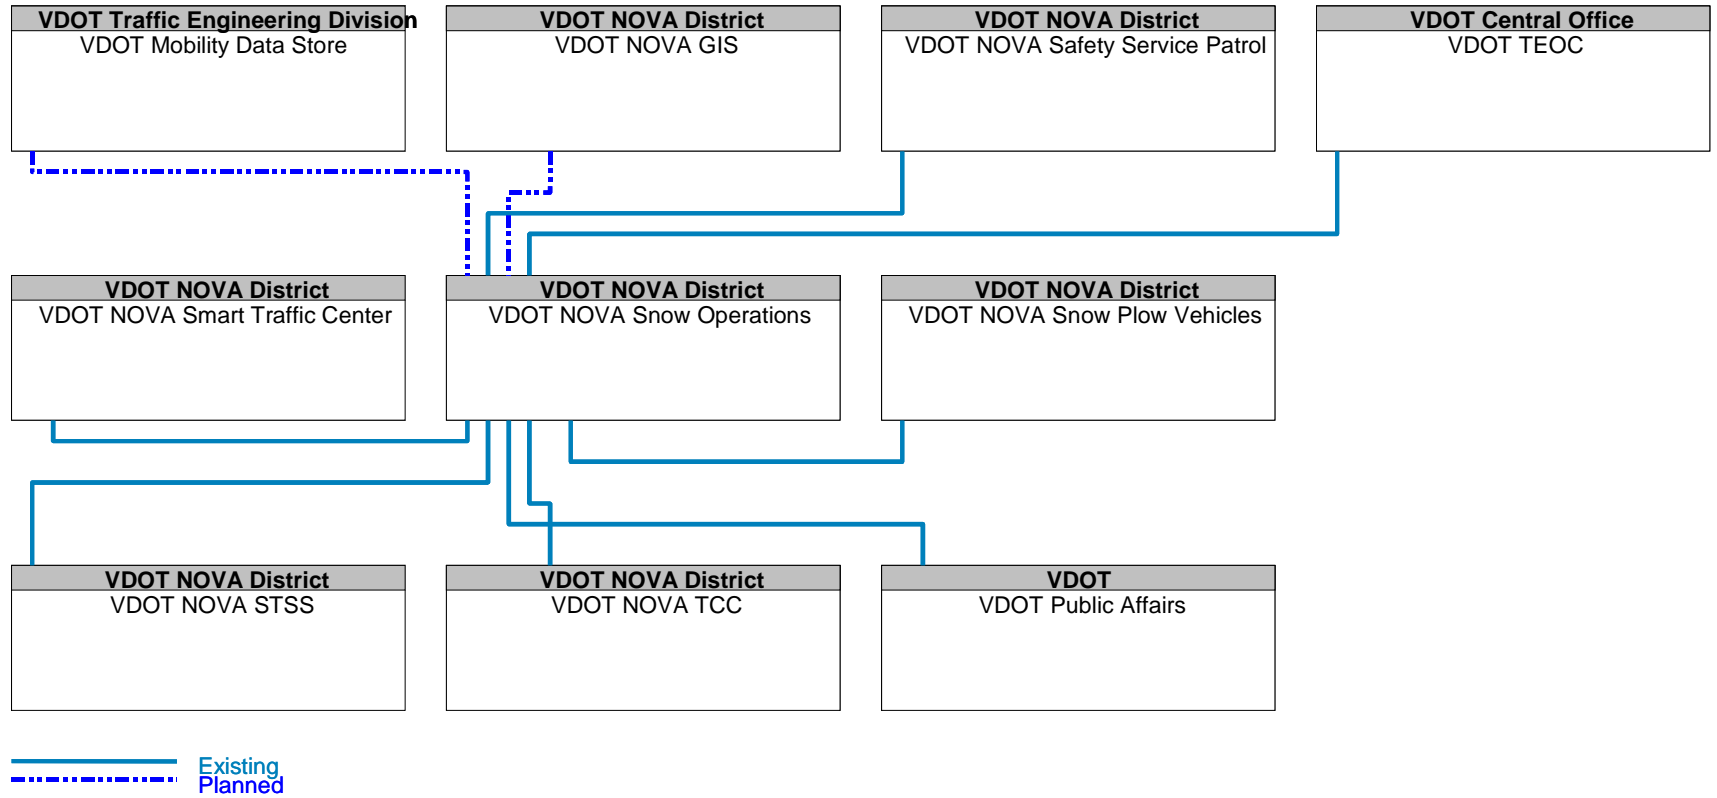 VDOT Traffic Engineering Division
VDOT Mobility Data Store
VDOT NOVA District
VDOT NOVA GIS
VDOT NOVA District
VDOT NOVA Safety Service Patrol
VDOT Central Office
VDOT TEOC
VDOT NOVA District
VDOT NOVA Smart Traffic Center
VDOT NOVA District
VDOT NOVA Snow Operations
VDOT NOVA District
VDOT NOVA Snow Plow Vehicles
VDOT NOVA District
VDOT NOVA STSS
VDOT NOVA District
VDOT NOVA TCC
VDOT
VDOT Public Affairs
Existing
Planned